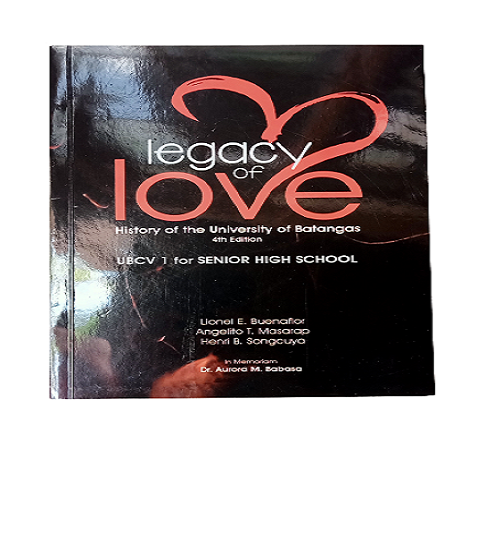 legacy
of
love
History of the University of Batangas
4th Edition
UBCV 1 for SENIOR HIGH SCHOOL
Lionel E. Buenaflor
Angelito T. Masarap
Henri B. Songcuya
In Memoriam
Dr. Aurora M. Babasa